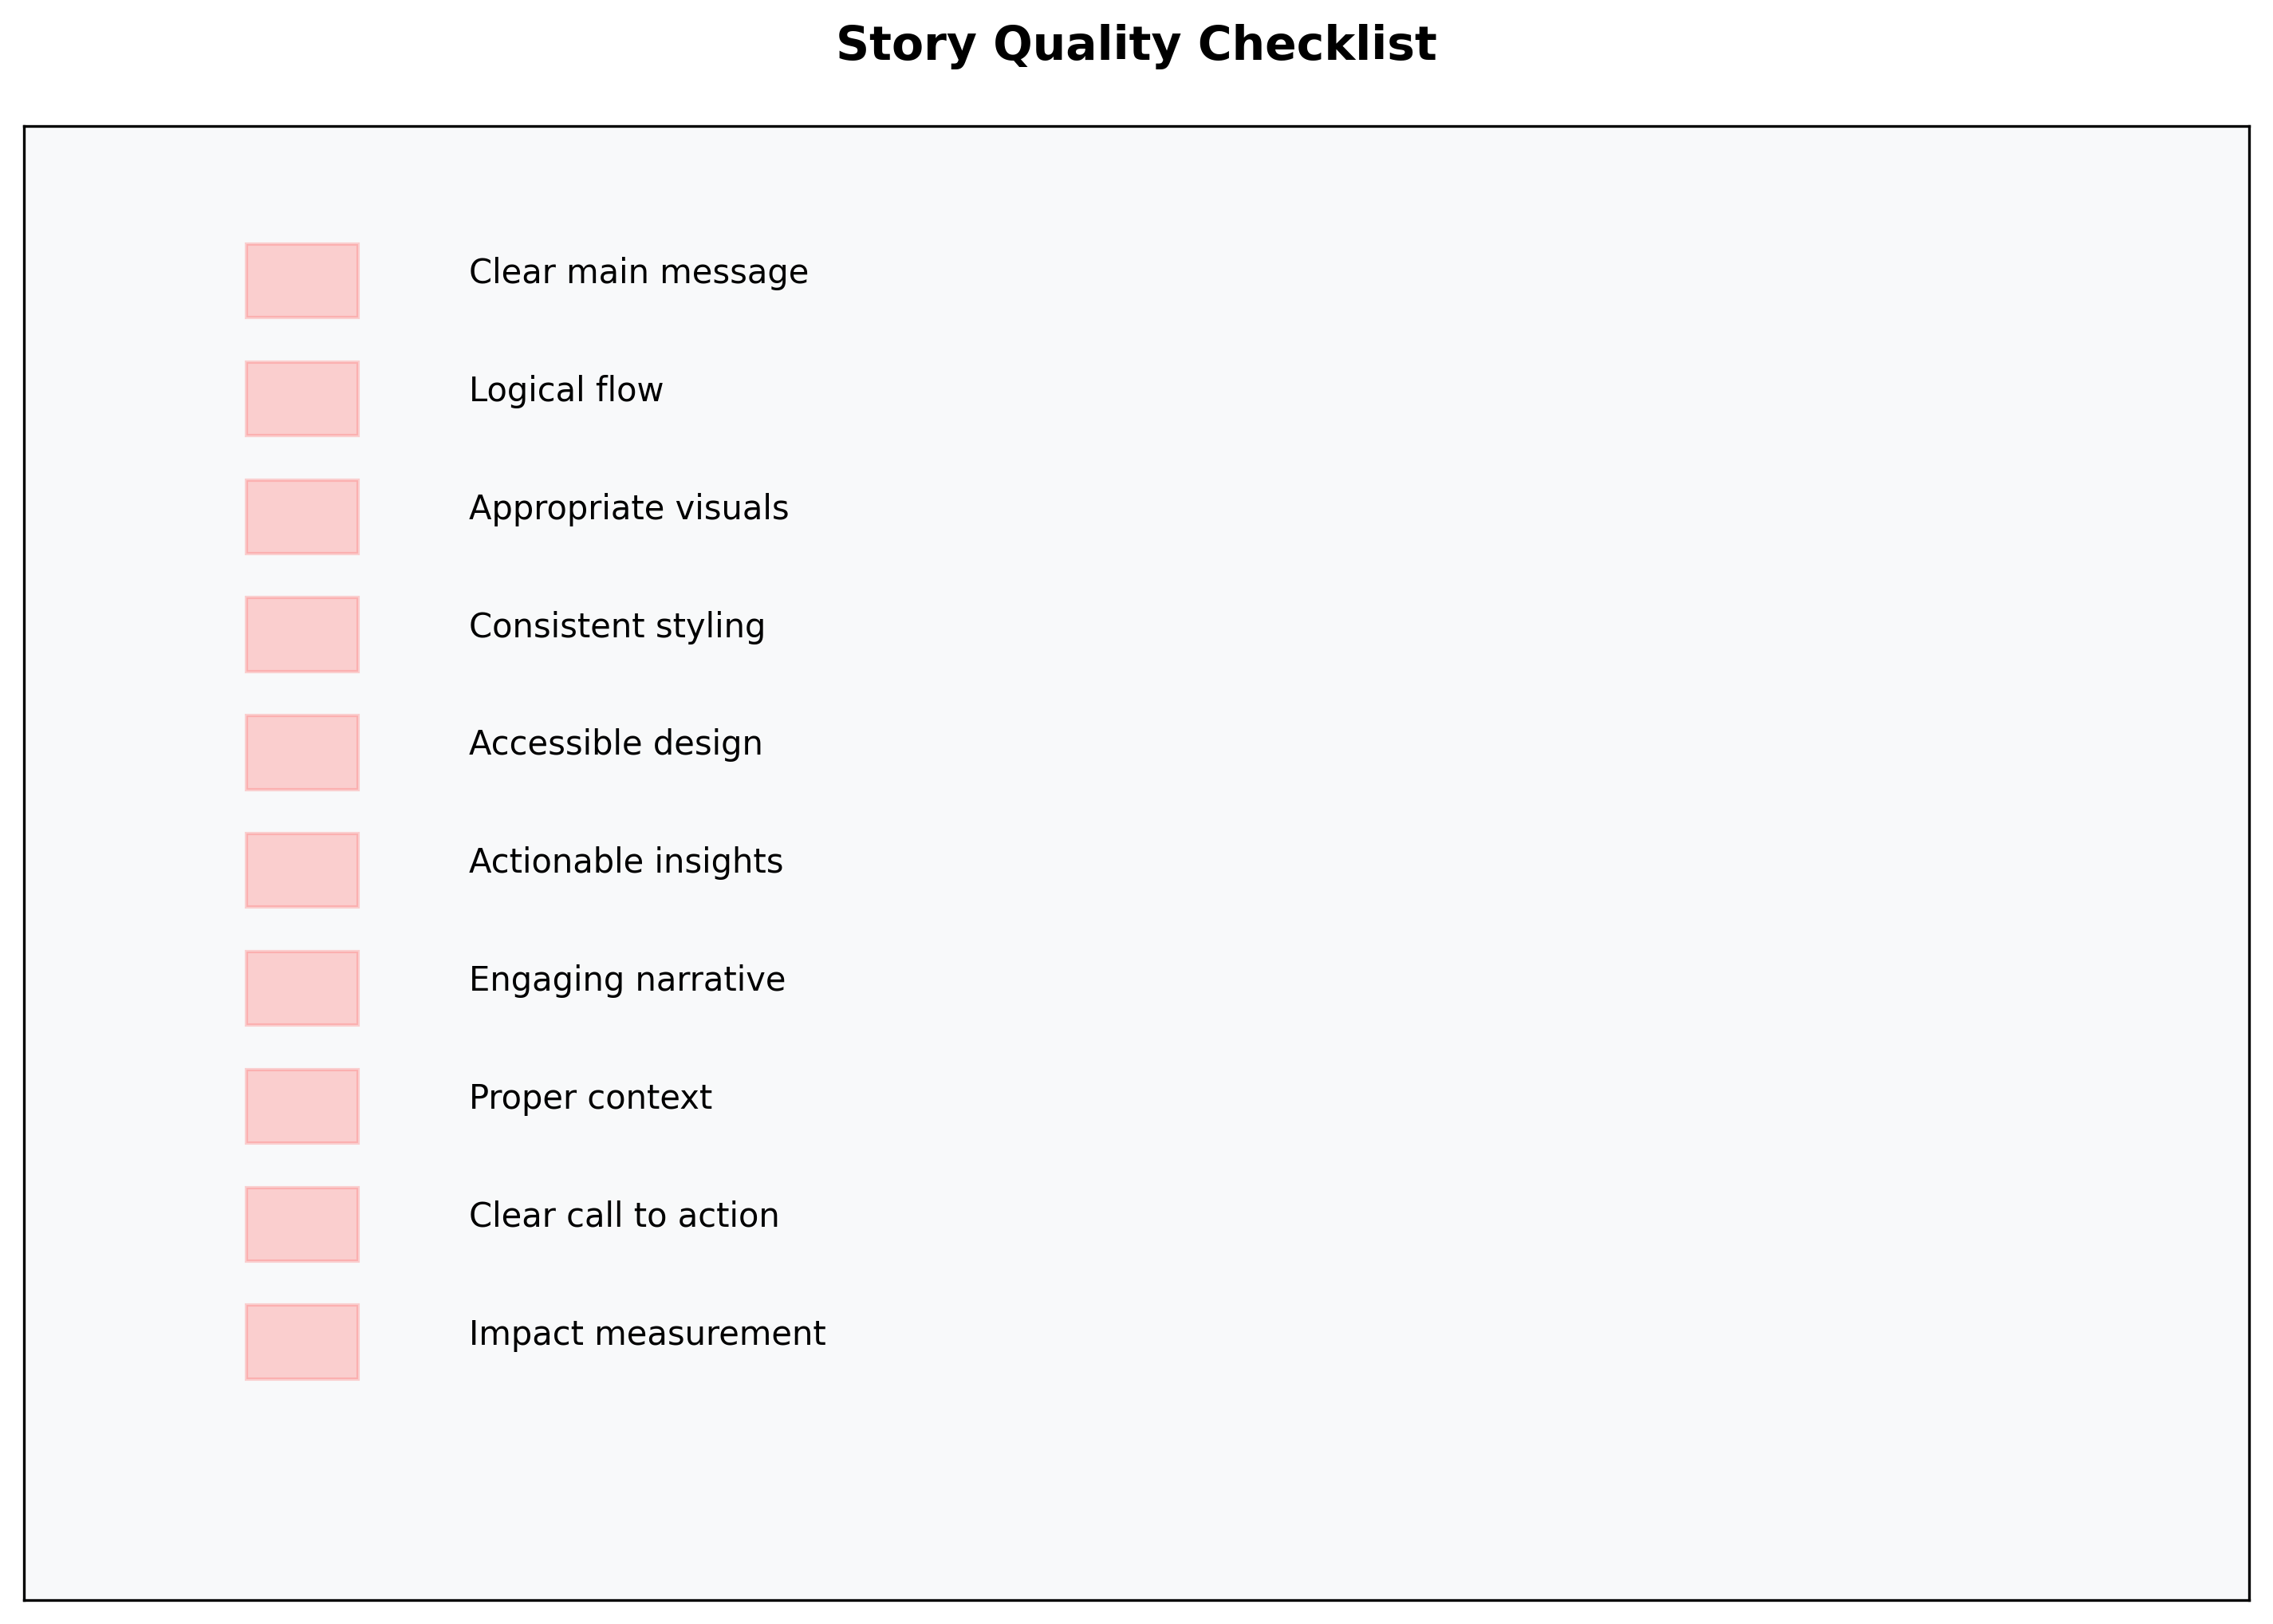 Story Quality Checklist
Clear main message
Logical flow
Appropriate visuals
Consistent styling
Accessible design
Actionable insights
Engaging narrative
Proper context
Clear call to action
Impact measurement